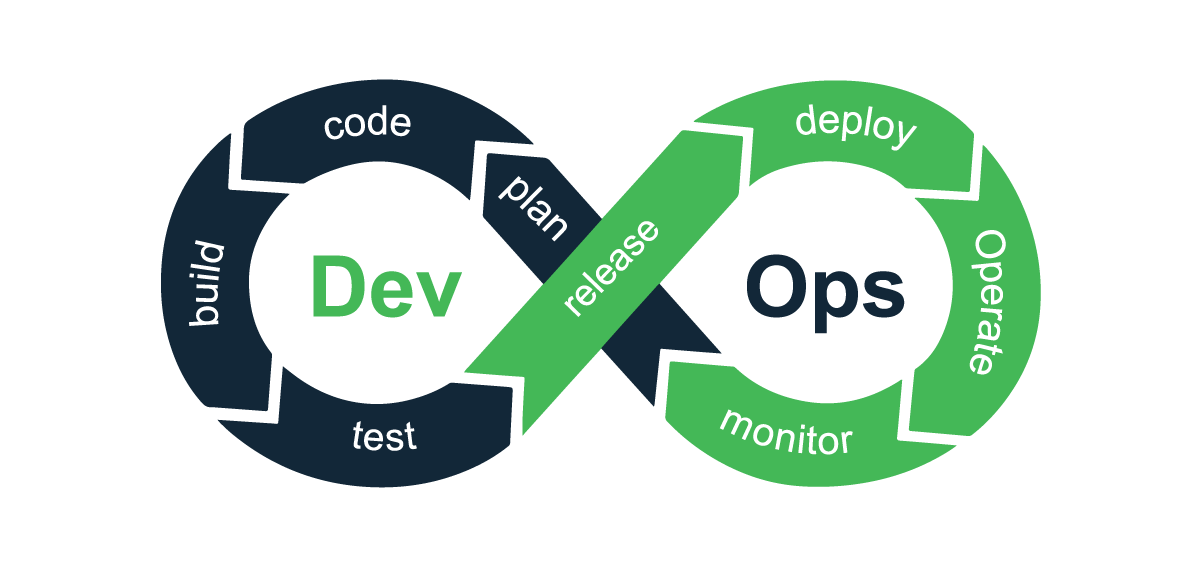 plan
code
build
test
release
deploy
Operate
monitor
Dev
Ops